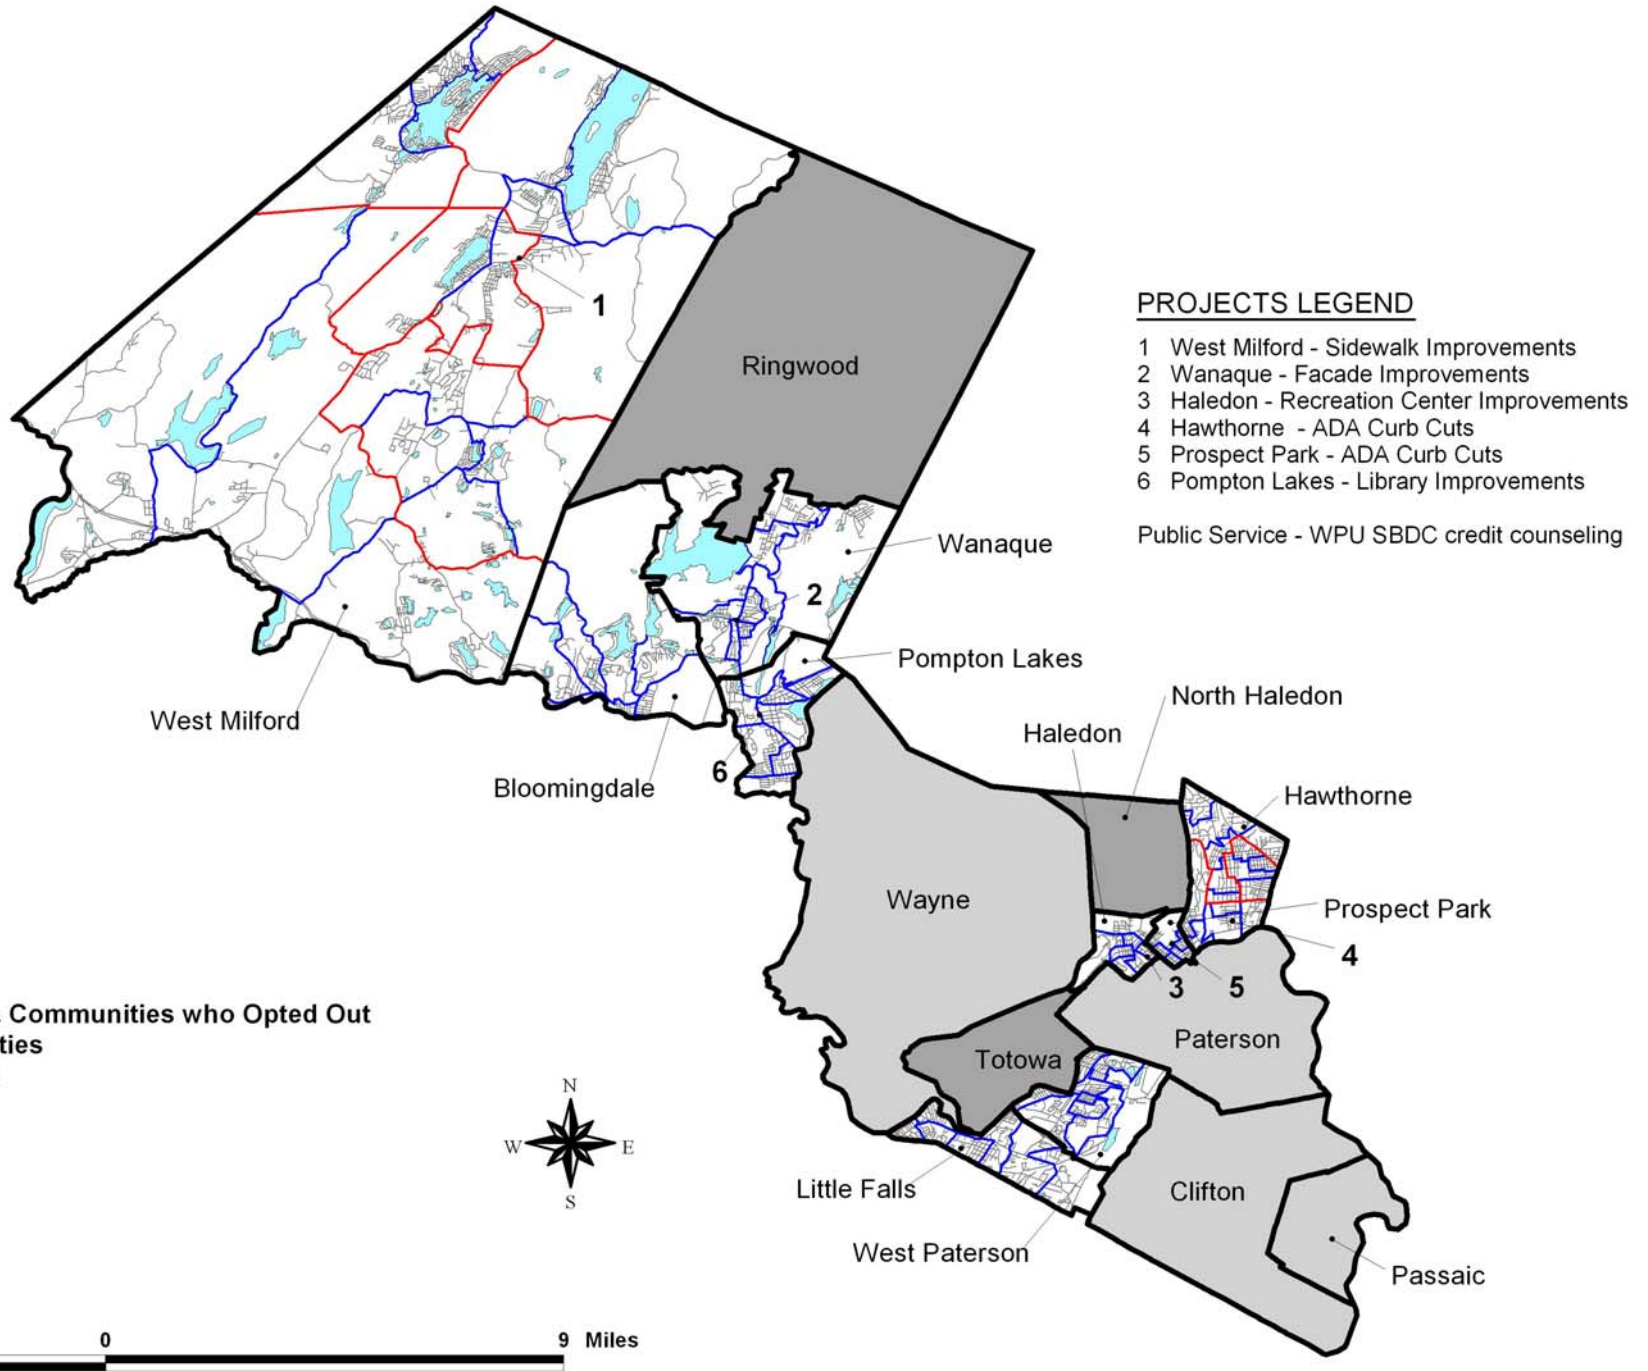 1
Ringwood
PROJECTS LEGEND
1 West Milford - Sidewalk Improvements
2 Wanaque - Facade Improvements
3 Haledon - Recreation Center Improvements
4 Hawthorne - ADA Curb Cuts
5 Prospect Park - ADA Curb Cuts
6 Pompton Lakes - Library Improvements
Public Service - WPU SBDC credit counseling
Wanaque
2
Pompton Lakes
North Haledon
West Milford
Haledon
6
Bloomingdale
Hawthorne
Wayne
Prospect Park
4
3
5
Communities who Opted Out
ties
Paterson
Totowa
N
W
E
S
Little Falls
Clifton
West Paterson
Passaic
0
9 Miles